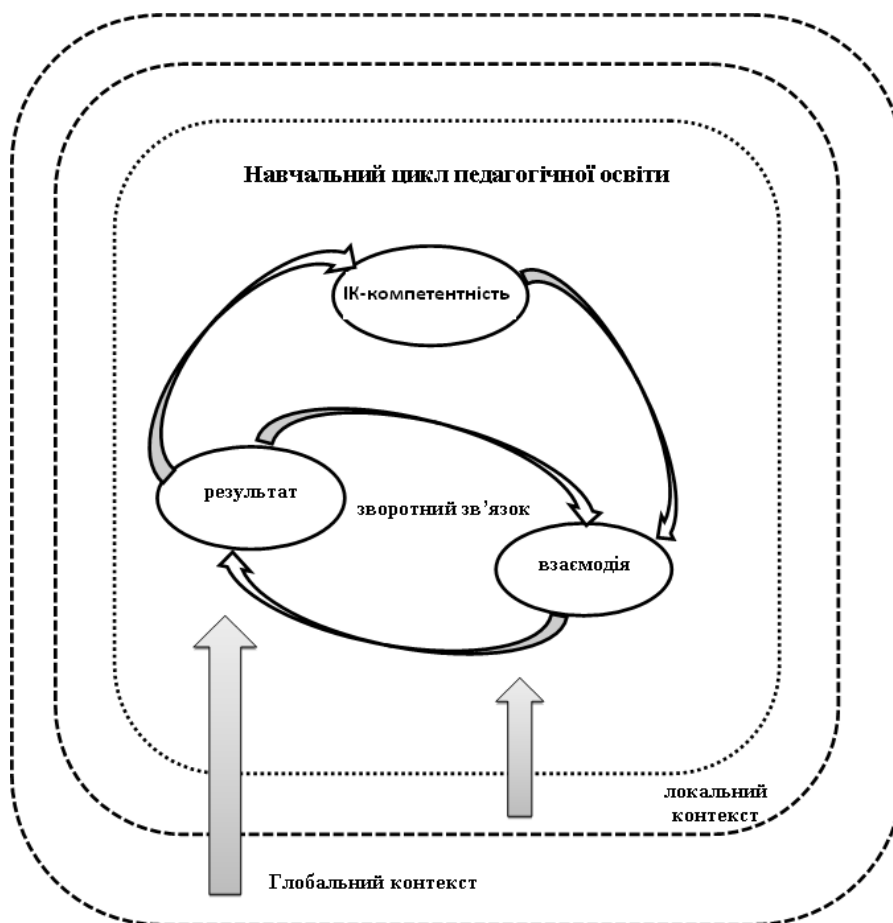 Навчальний цикл педагогічної освіти
ІК-компетентність
результат
зворотний зв’язок
взаємодія
локальний
контекст
Глобальний контекст